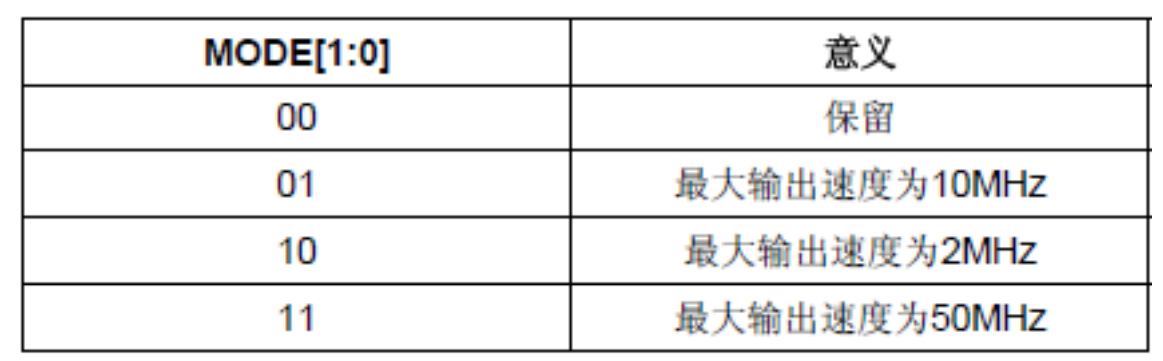 MODE[1:0] 意义
00 保留
01 最大输出速度为10MHz
10 最大输出速度为2MHz
11 最大输出速度为50MHz